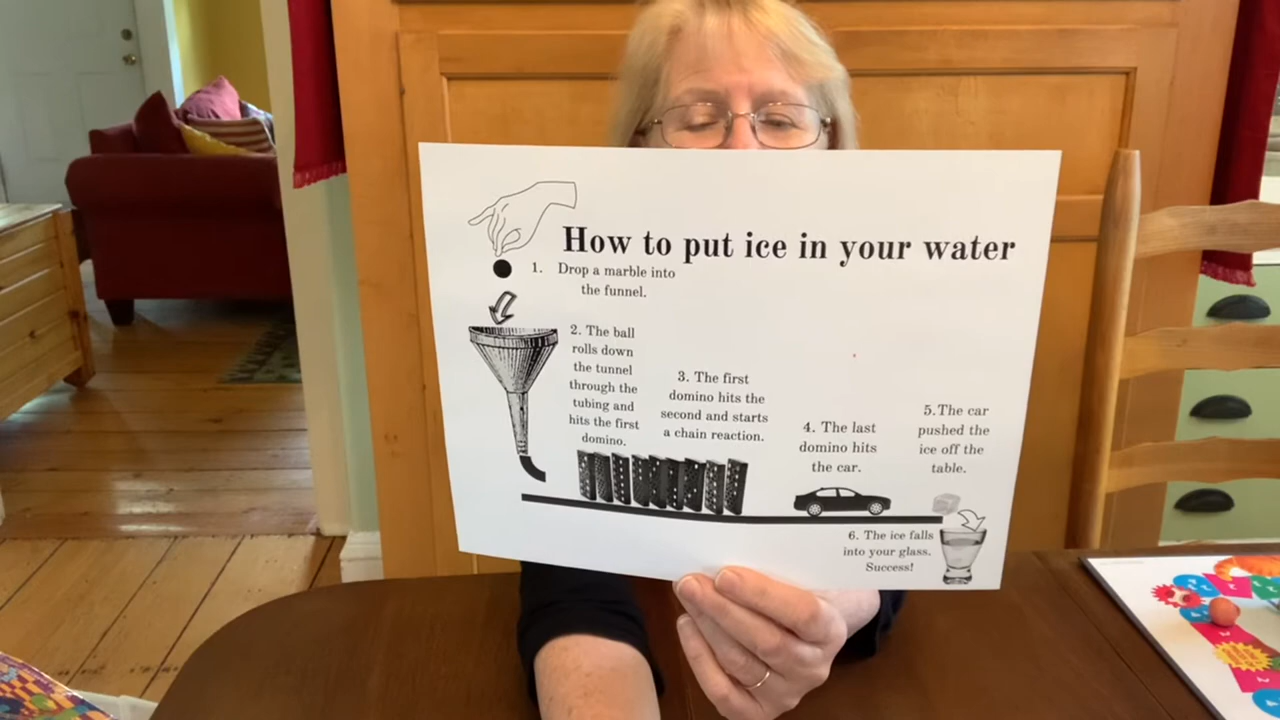 How to put ice in your water
1. Drop a marble into
the funnel.
2. The ball
rolls down
the tunnel
through the
tubing and
hits the first
domino.
3. The first
domino hits the
second and starts
a chain reaction.
4. The last
domino hits
the car.
5.The car
pushed the
ice off the
table.
6. The ice falls
into your glass.
Success!